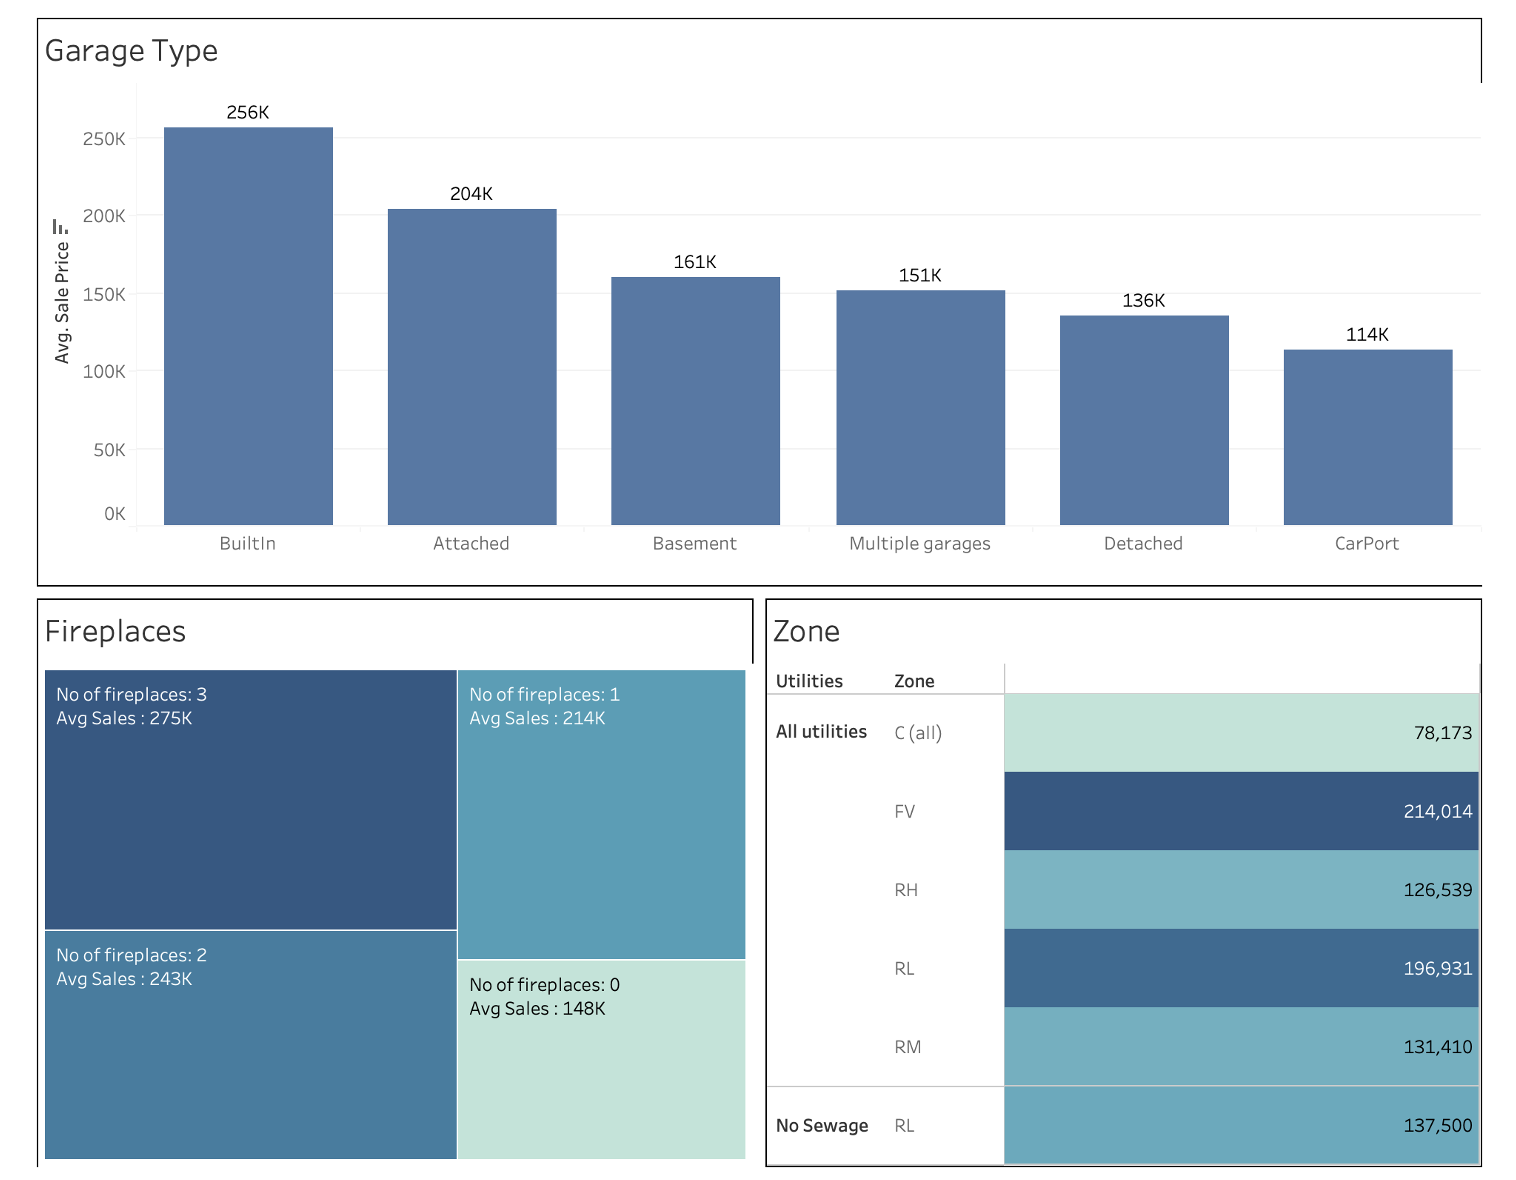 Garage Type
256K
250K
204K
200K
161K
151K
150K
136K
114K
100K
50K
0K
Avg. Sale Price
BuiltIn Attached Basement Multiple garages Detached CarPort
Fireplaces
No of fireplaces: 3
Avg Sales : 275K
No of fireplaces: 1
Avg Sales : 214K
No of fireplaces: 2
Avg Sales : 243K
No of fireplaces: 0
Avg Sales : 148K
Zone
Utilities Zone
All utilities C (all) 78,173
FV 214,014
RH 126,539
RL 196,931
RM 131,410
No Sewage RL 137,500